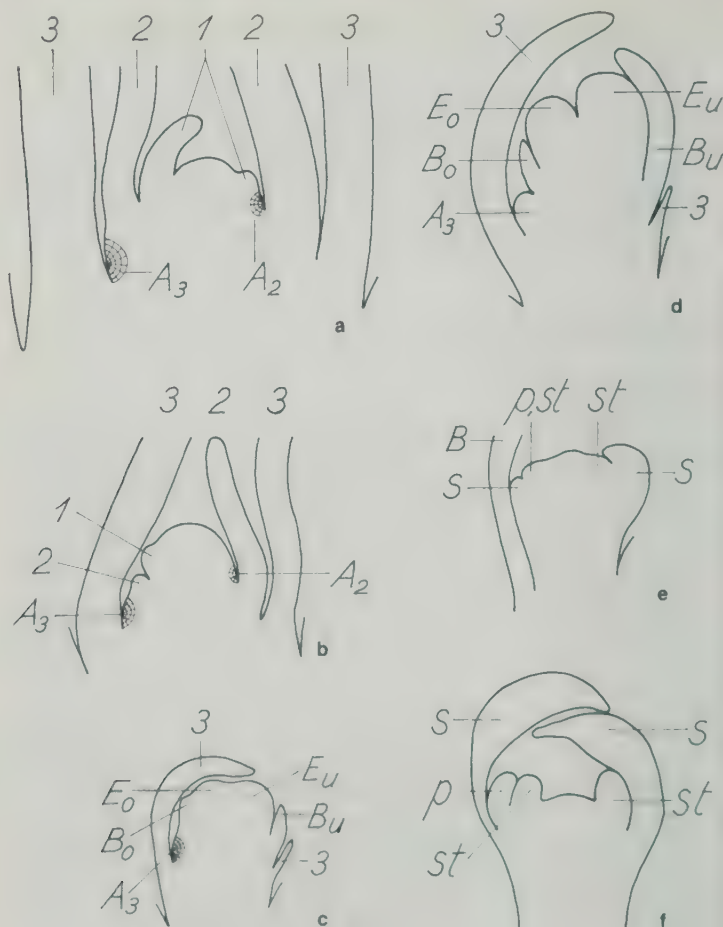 3 2 1 2 3
A3 A2
a
3
Eo Eu
Bo Bu
A3 3
d
3 2 3
1
2
A3 A2
b
p,st st
B
S S
e
3
Eo Eu
Bo Bu
A3 3
c
S S
p st
st
f